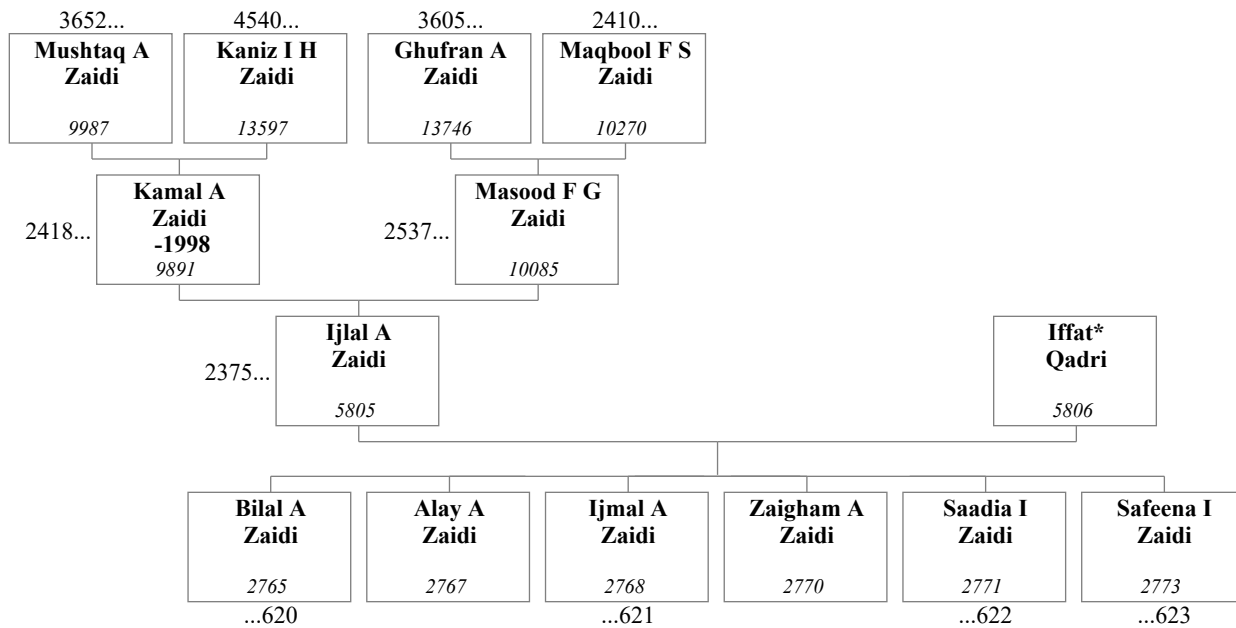 3652... 4540... 3605... 2410...
Mushtaq A Kaniz I H Ghufran A Maqbool F S
Zaidi Zaidi Zaidi Zaidi
9987 13597 13746 10270
Kamal A Masood F G
Zaidi Zaidi
2418... -1998 2537...
9891 10085
Ijlal A Iffat*
Zaidi Qadri
2375...
5805 5806
Bilal A Alay A Ijmal A Zaigham A Saadia I Safeena I
Zaidi Zaidi Zaidi Zaidi Zaidi Zaidi
2765 2767 2768 2770 2771 2773
...620 ...621 ...622 ...623